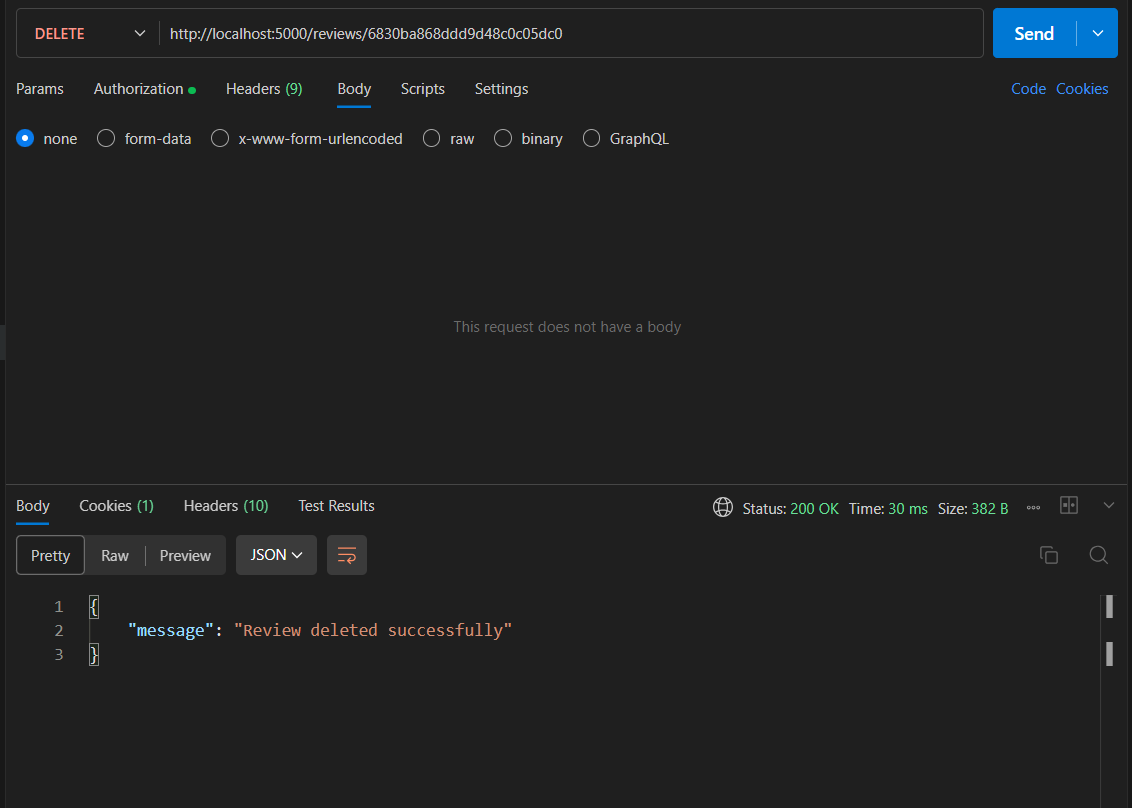 DELETE http://localhost:5000/reviews/6830ba868ddd9d48c0c05dc0 Send
Params Authorization Headers (9) Body Scripts Settings Code Cookies
none form-data x-www-form-urlencoded raw binary GraphQL
This request does not have a body
Body Cookies (1) Headers (10) Test Results Status: 200 OK Time: 30 ms Size: 382 B
Pretty Raw Preview JSON
1 {
2 "message": "Review deleted successfully"
3 }